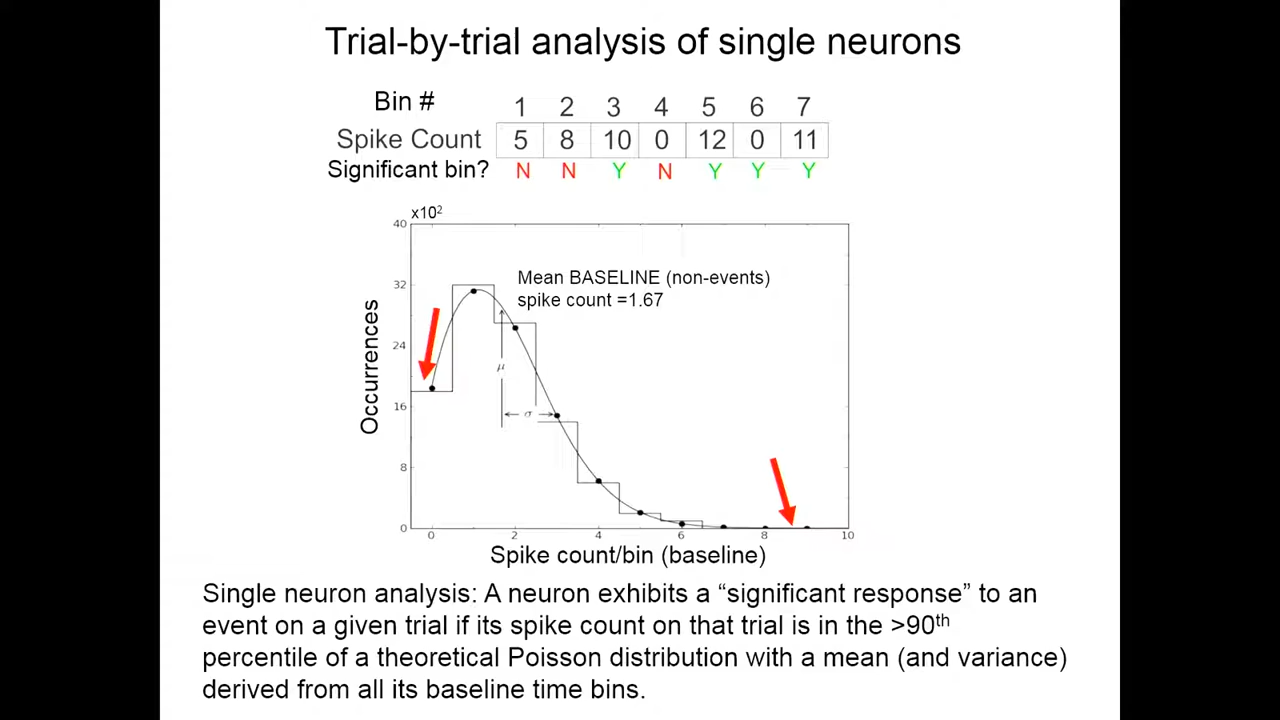 Trial-by-trial analysis of single neurons
Bin # 1 2 3 4 5 6 7
Spike Count 5 8 10 0 12 0 11
Significant bin? N N Y N Y Y Y
x10²
40
32
24
16
8
0
Occurrences
Mean BASELINE (non-events)
spike count =1.67
μ
σ
0 2 4 6 8 10
Spike count/bin (baseline)
Single neuron analysis: A neuron exhibits a “significant response” to an
event on a given trial if its spike count on that trial is in the >90th
percentile of a theoretical Poisson distribution with a mean (and variance)
derived from all its baseline time bins.